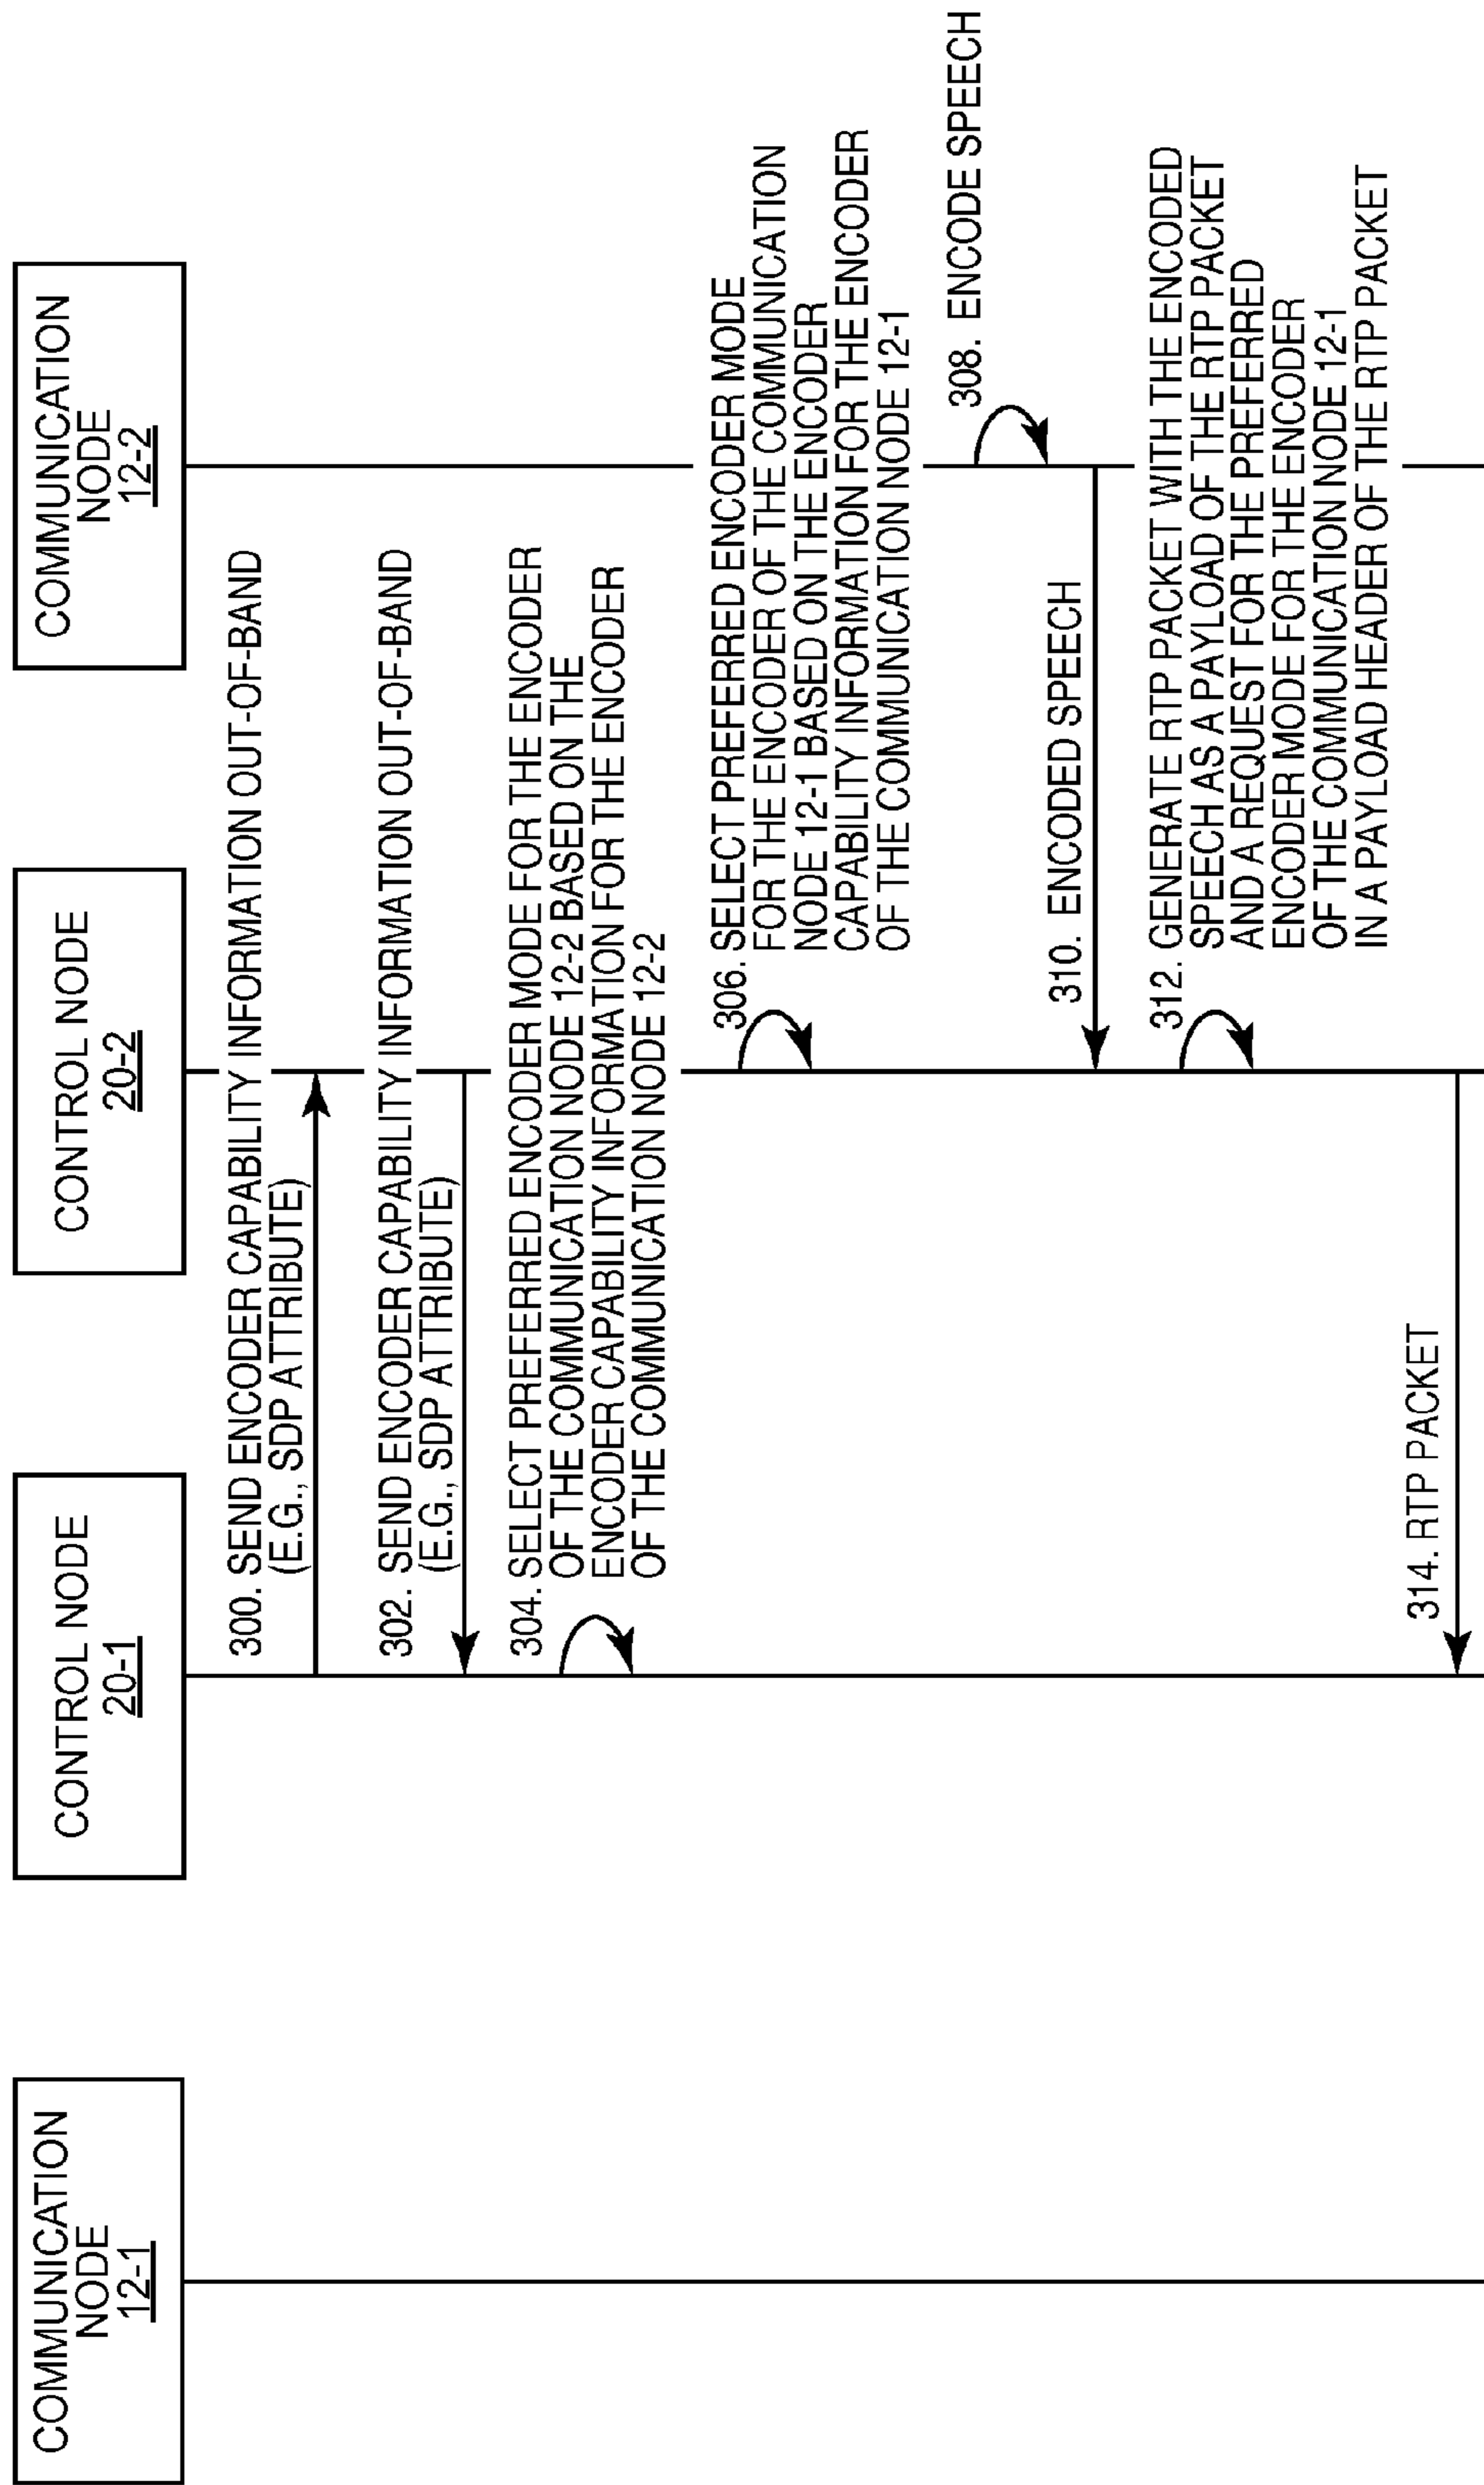 COMMUNICATION
NODE
12-1
CONTROL NODE
20-1
CONTROL NODE
20-2
COMMUNICATION
NODE
12-2
300. SEND ENCODER CAPABILITY INFORMATION OUT-OF-BAND
(E.G., SDP ATTRIBUTE)
302. SEND ENCODER CAPABILITY INFORMATION OUT-OF-BAND
(E.G., SDP ATTRIBUTE)
304. SELECT PREFERRED ENCODER MODE FOR THE ENCODER
OF THE COMMUNICATION NODE 12-2 BASED ON THE
ENCODER CAPABILITY INFORMATION FOR THE ENCODER
OF THE COMMUNICATION NODE 12-2
306. SELECT PREFERRED ENCODER MODE
FOR THE ENCODER OF THE COMMUNICATION
NODE 12-1 BASED ON THE ENCODER
CAPABILITY INFORMATION FOR THE ENCODER
OF THE COMMUNICATION NODE 12-1
308. ENCODE SPEECH
310. ENCODED SPEECH
312. GENERATE RTP PACKET WITH THE ENCODED
SPEECH AS A PAYLOAD OF THE RTP PACKET
AND A REQUEST FOR THE PREFERRED
ENCODER MODE FOR THE ENCODER
OF THE COMMUNICATION NODE 12-1
IN A PAYLOAD HEADER OF THE RTP PACKET
314. RTP PACKET